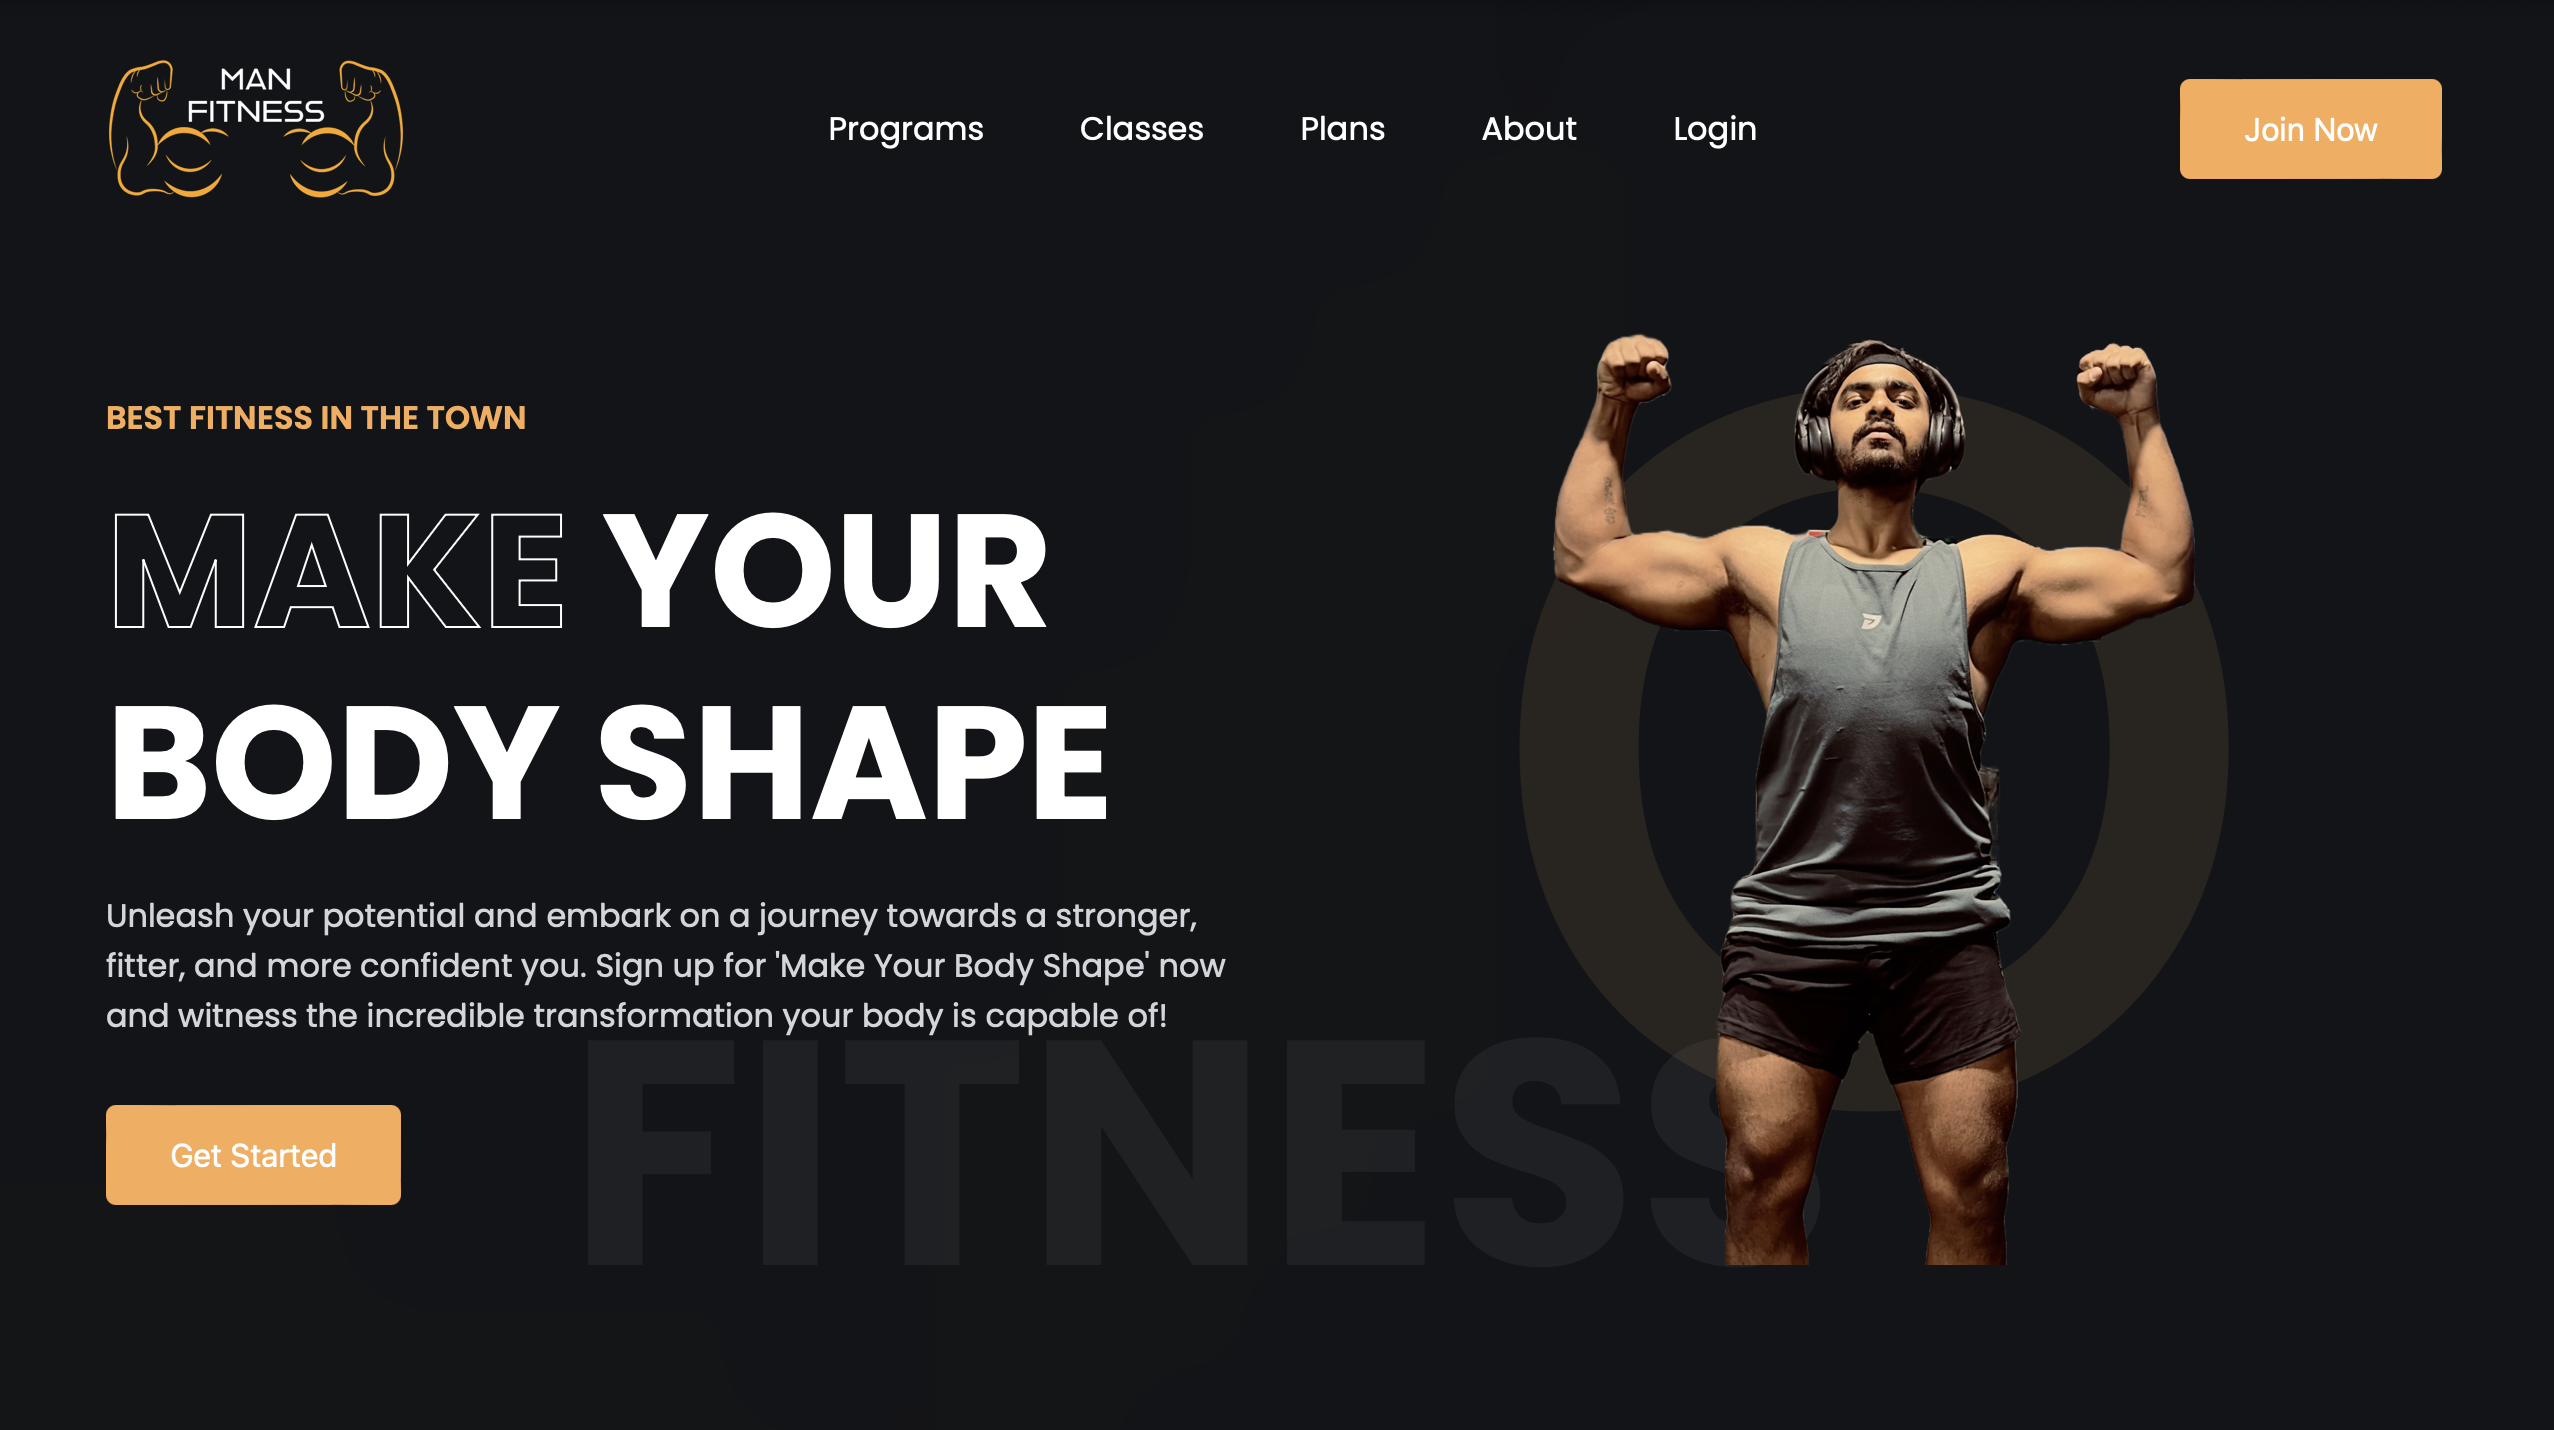 MAN
FITNESS
Programs
Classes
Plans
About
Login
Join Now
BEST FITNESS IN THE TOWN
MAKE YOUR
BODY SHAPE
Unleash your potential and embark on a journey towards a stronger,
fitter, and more confident you. Sign up for 'Make Your Body Shape' now
and witness the incredible transformation your body is capable of!
FITNESS
Get Started